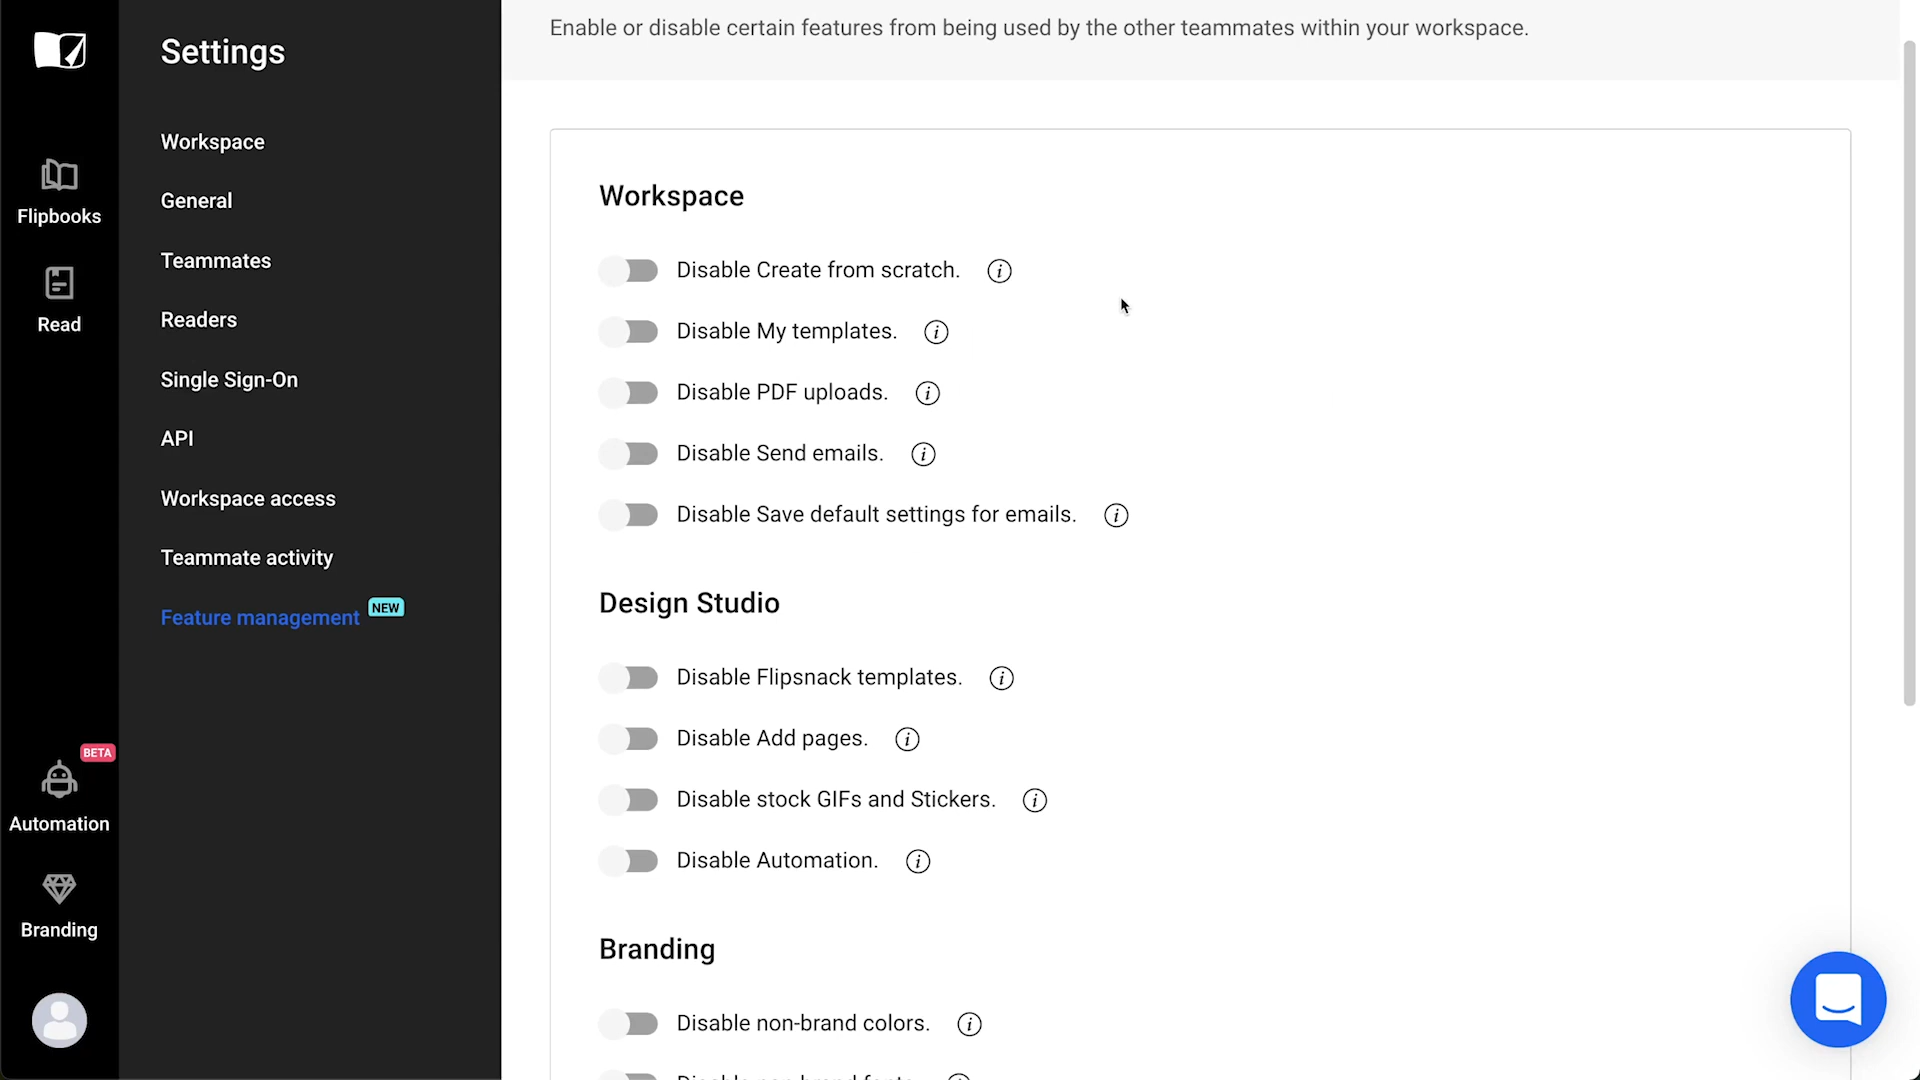 Flipbooks
Read
BETA
Automation
Branding
Settings
Workspace
General
Teammates
Readers
Single Sign-On
API
Workspace access
Teammate activity
Feature management NEW
Enable or disable certain features from being used by the other teammates within your workspace.
Workspace
Disable Create from scratch.
Disable My templates.
Disable PDF uploads.
Disable Send emails.
Disable Save default settings for emails.
Design Studio
Disable Flipsnack templates.
Disable Add pages.
Disable stock GIFs and Stickers.
Disable Automation.
Branding
Disable non-brand colors.
Disable non-brand fonts.